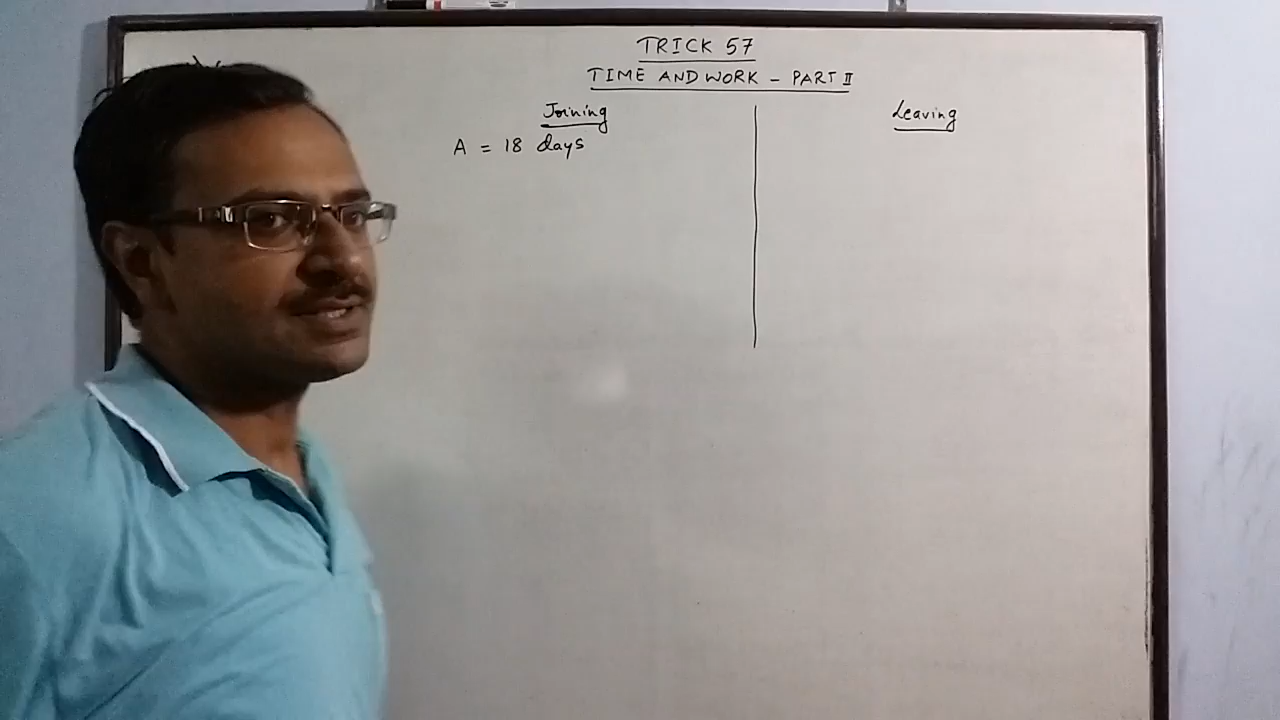 TRICK 57
TIME AND WORK - PART II
Joining
Leaving
A = 18 days